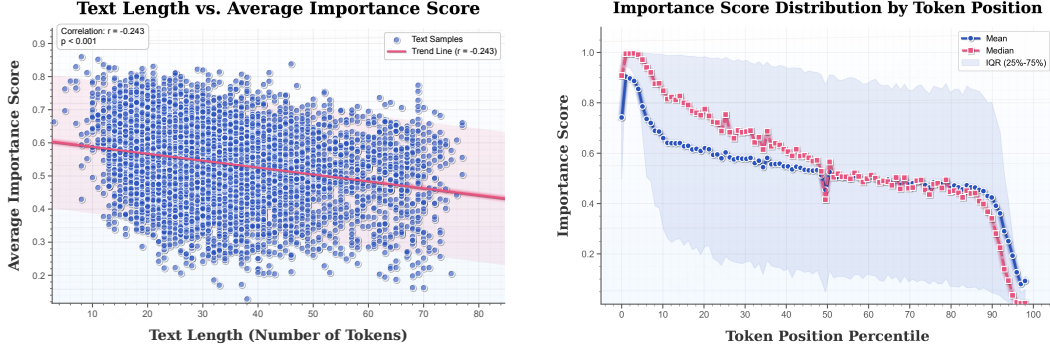 Text Length vs. Average Importance Score
Correlation: r = -0.243
p < 0.001
Text Samples
Trend Line (r = -0.243)
Average Importance Score
0.9
0.8
0.7
0.6
0.5
0.4
0.3
0.2
10 20 30 40 50 60 70 80
Text Length (Number of Tokens)
Importance Score Distribution by Token Position
Mean
Median
IQR (25%-75%)
Importance Score
1.0
0.8
0.6
0.4
0.2
0 10 20 30 40 50 60 70 80 90 100
Token Position Percentile